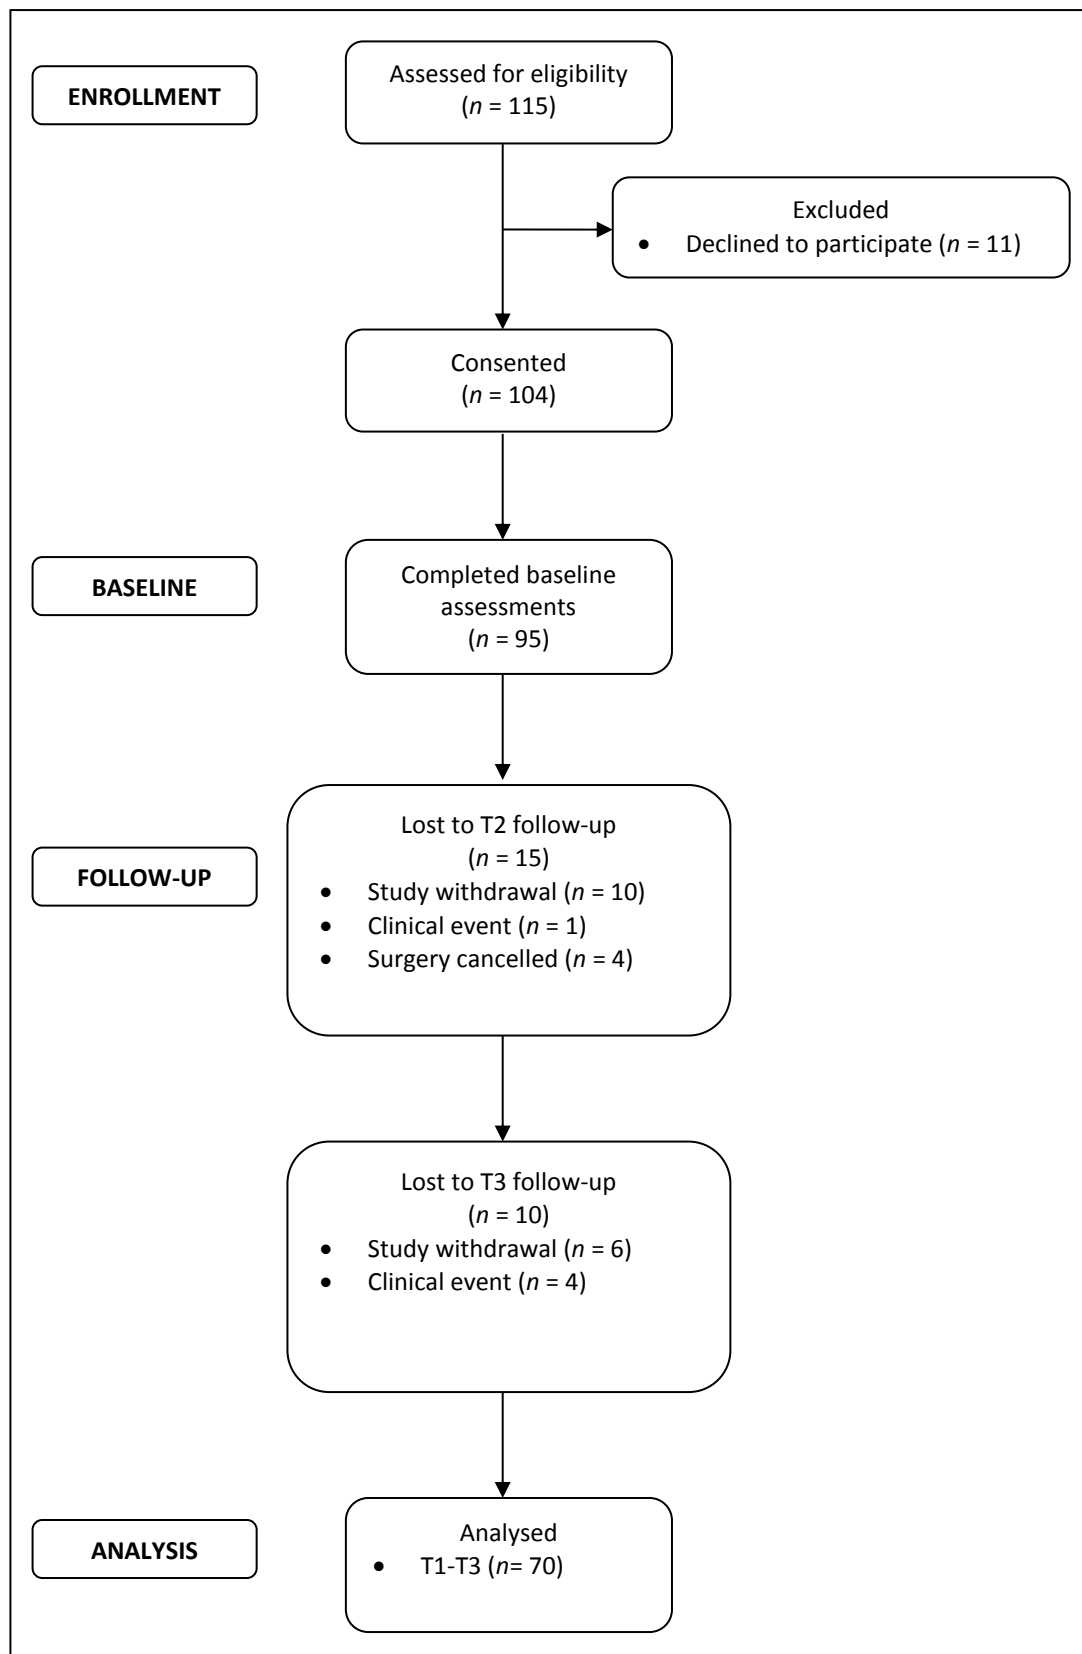 ENROLLMENT
Assessed for eligibility
(n = 115)
Excluded
• Declined to participate (n = 11)
Consented
(n = 104)
BASELINE
Completed baseline
assessments
(n = 95)
FOLLOW-UP
Lost to T2 follow-up
(n = 15)
• Study withdrawal (n = 10)
• Clinical event (n = 1)
• Surgery cancelled (n = 4)
Lost to T3 follow-up
(n = 10)
• Study withdrawal (n = 6)
• Clinical event (n = 4)
ANALYSIS
Analysed
• T1-T3 (n= 70)